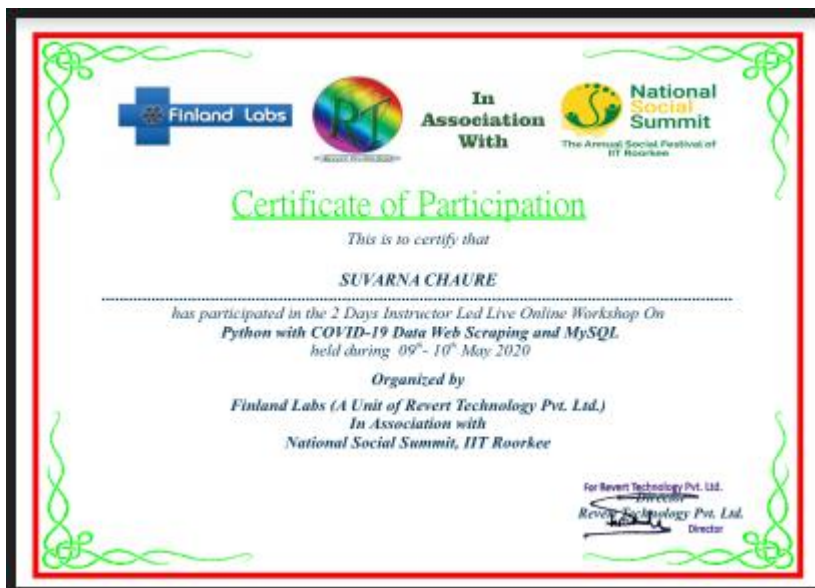 Finland Labs
RT
In
Association
With
National
Social
Summit
The Annual Social Festival of
IIT Roorkee
Certificate of Participation
This is to certify that
SUVARNA CHAURE
has participated in the 2 Days Instructor Led Live Online Workshop On
Python with COVID-19 Data Web Scraping and MySQL
held during 09th- 10th May 2020
Organized by
Finland Labs (A Unit of Revert Technology Pvt. Ltd.)
In Association with
National Social Summit, IIT Roorkee
For Revert Technology Pvt. Ltd.
Director
Revert Technology Pvt. Ltd.
Director